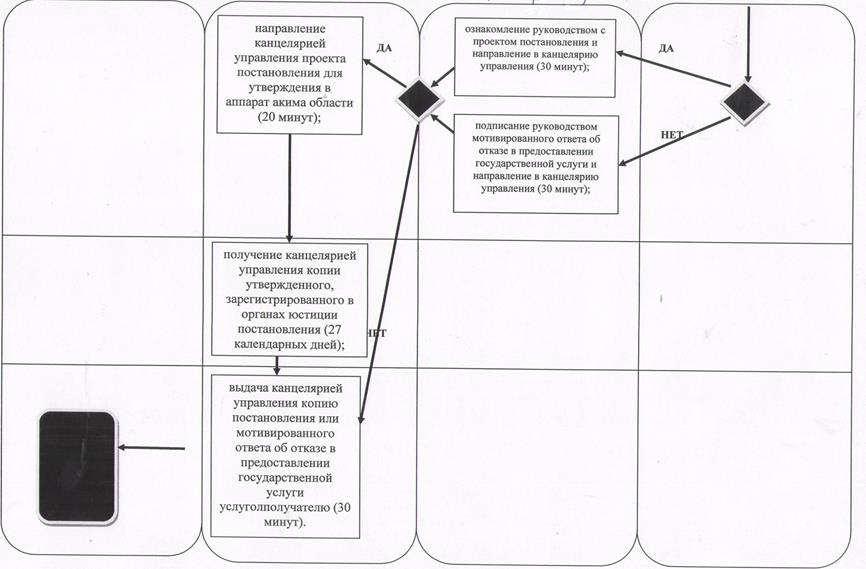 направление
канцелярией
управления проекта
постановления для
утверждения в
аппарат акима области
(20 минут);
ДА
ознакомление руководством с
проектом постановления и
направление в канцелярию
управления (30 минут);
ДА
подписание руководством
мотивированного ответа об
отказе в предоставлении
государственной услуги и
направление в канцелярию
управления (30 минут);
НЕТ
получение канцелярией
управления копии
утвержденного,
зарегистрированного в
органах юстиции
постановления (27
календарных дней);
НЕТ
выдача канцелярией
управления копию
постановления или
мотивированного
ответа об отказе в
предоставлении
государственной
услуги
услуголполучателю (30
минут).